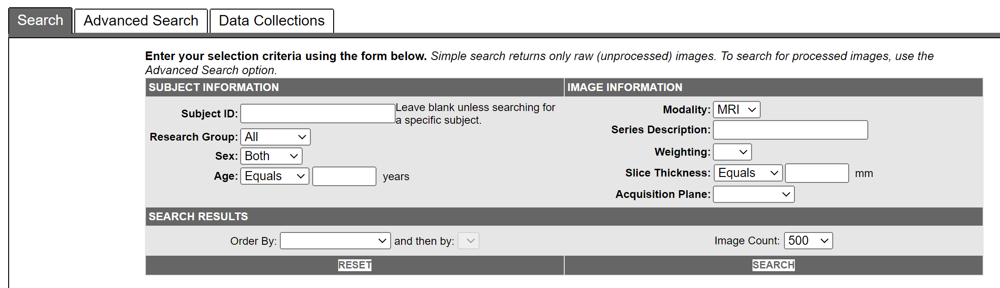 Search Advanced Search Data Collections
Enter your selection criteria using the form below. Simple search returns only raw (unprocessed) images. To search for processed images, use the
Advanced Search option.
SUBJECT INFORMATION
Subject ID: Leave blank unless searching for
a specific subject.
Research Group: All
Sex: Both
Age: Equals years
IMAGE INFORMATION
Modality: MRI
Series Description:
Weighting:
Slice Thickness: Equals mm
Acquisition Plane:
SEARCH RESULTS
Order By: and then by: Image Count: 500
RESET SEARCH